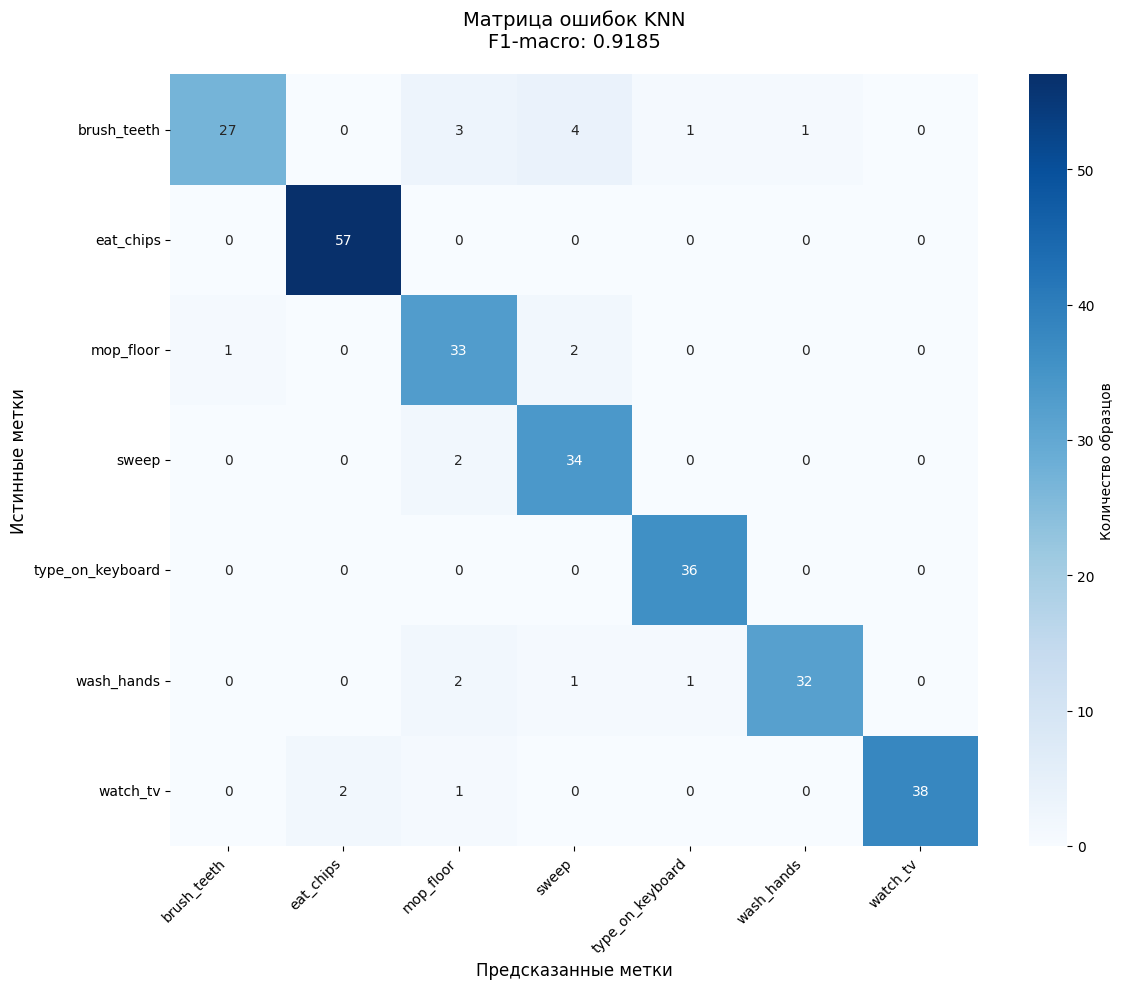 Матрица ошибок KNN
F1-macro: 0.9185
brush_teeth 27 0 3 4 1 1 0
eat_chips 0 57 0 0 0 0 0
mop_floor 1 0 33 2 0 0 0
sweep 0 0 2 34 0 0 0
type_on_keyboard 0 0 0 0 36 0 0
wash_hands 0 0 2 1 1 32 0
watch_tv 0 2 1 0 0 0 38
brush_teeth eat_chips mop_floor sweep type_on_keyboard wash_hands watch_tv
Предсказанные метки
Истинные метки
50
40
30
20
10
0
Количество образцов